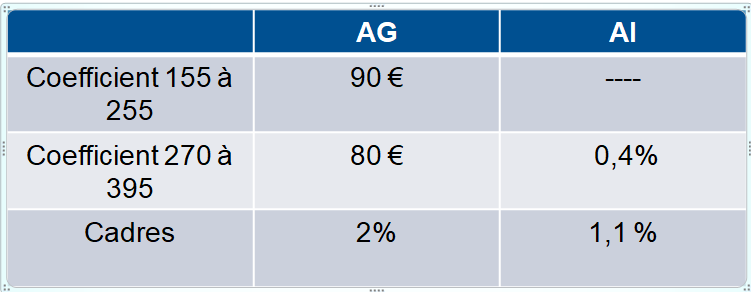 AG AI
Coefficient 155 à 90 € ----
255
Coefficient 270 à 80 € 0,4%
395
Cadres 2% 1,1 %